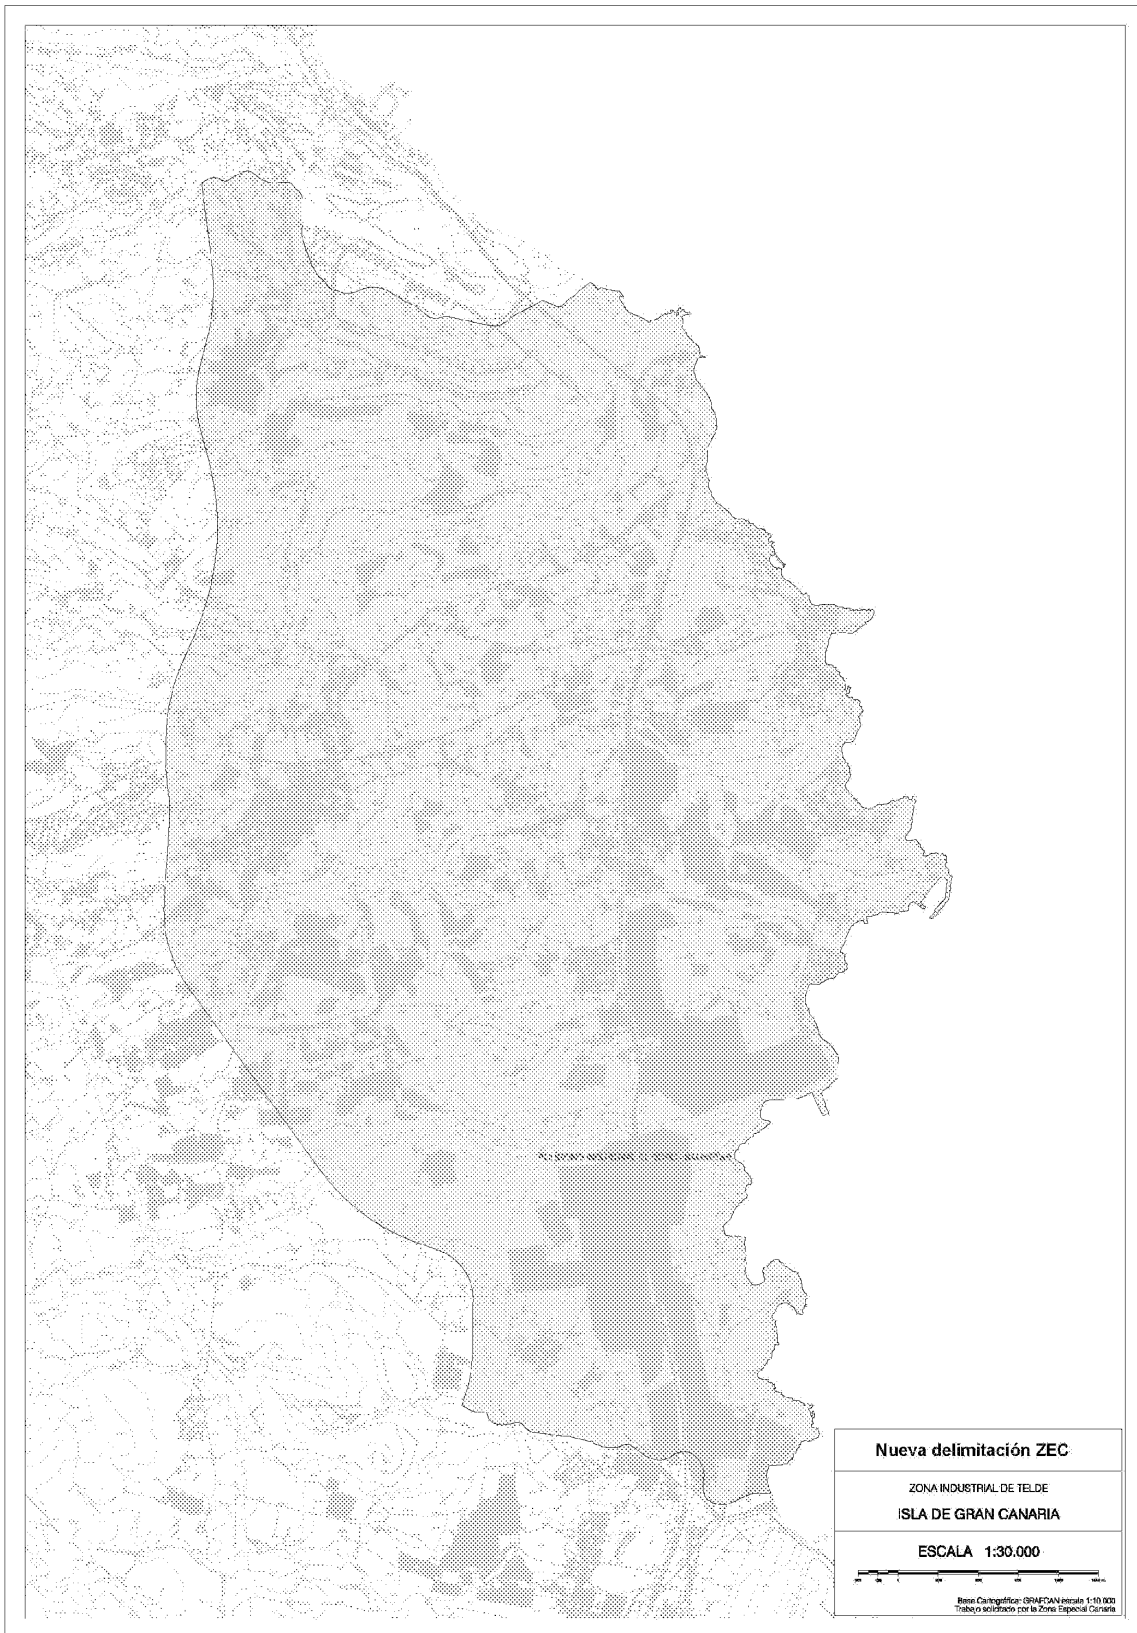 Nueva delimitación ZEC
ZONA INDUSTRIAL DE TELDE
ISLA DE GRAN CANARIA
ESCALA 1:30.000
Base Cartográfica: GRAFCAN escala 1:10.000
Trabajo solicitado por la Zona Especial Canaria